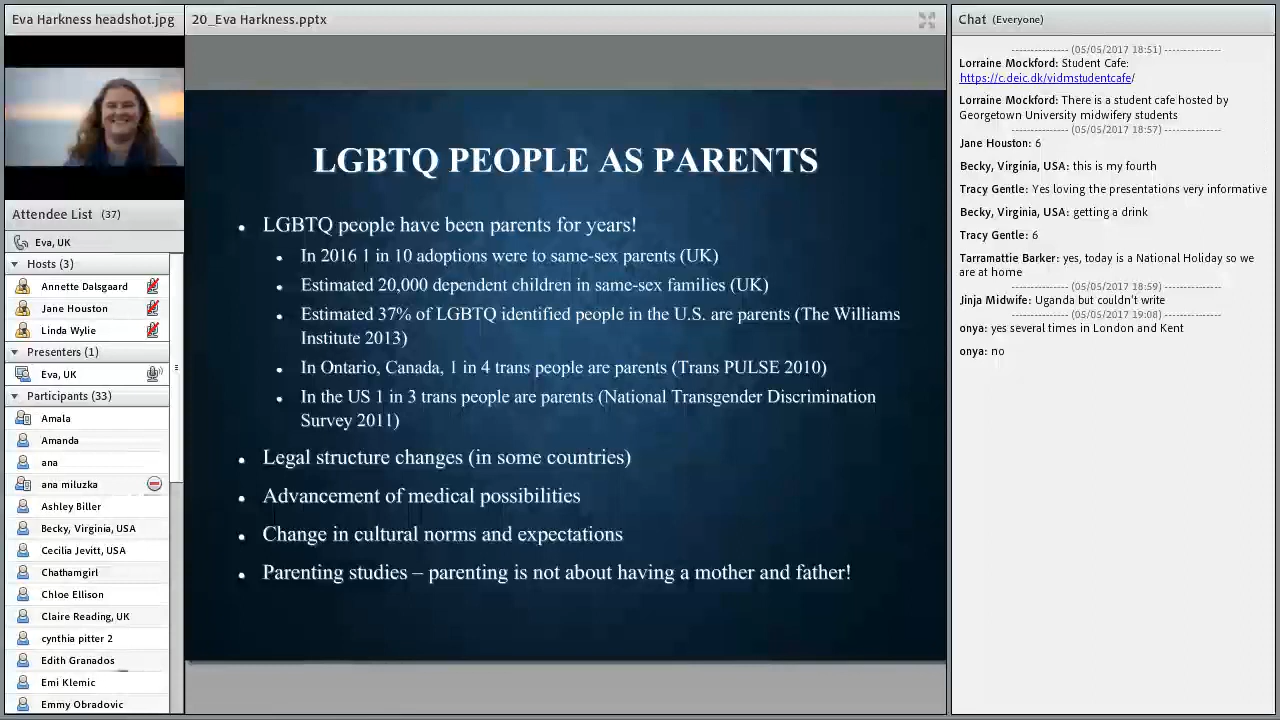 Eva Harkness headshot.jpg
20_Eva Harkness.pptx
Chat (Everyone)
Attendee List (37)
Eva, UK
Hosts (3)
Annette Dalsgaard
Jane Houston
Linda Wylie
Presenters (1)
Eva, UK
Participants (33)
Amala
Amanda
ana
ana miluzka
Ashley Biller
Becky, Virginia, USA
Cecilia Jevitt, USA
Chathamgirl
Chloe Ellison
Claire Reading, UK
cynthia pitter 2
Edith Granados
Emi Klemic
Emmy Obradovic
LGBTQ PEOPLE AS PARENTS
• LGBTQ people have been parents for years!
• In 2016 1 in 10 adoptions were to same-sex parents (UK)
• Estimated 20,000 dependent children in same-sex families (UK)
• Estimated 37% of LGBTQ identified people in the U.S. are parents (The Williams
Institute 2013)
• In Ontario, Canada, 1 in 4 trans people are parents (Trans PULSE 2010)
• In the US 1 in 3 trans people are parents (National Transgender Discrimination
Survey 2011)
• Legal structure changes (in some countries)
• Advancement of medical possibilities
• Change in cultural norms and expectations
• Parenting studies – parenting is not about having a mother and father!
--------------- (05/05/2017 18:51) ---------------
Lorraine Mockford: Student Cafe:
https://c.deic.dk/vidmstudentcafe/
Lorraine Mockford: There is a student cafe hosted by
Georgetown University midwifery students
--------------- (05/05/2017 18:57) ---------------
Jane Houston: 6
Becky, Virginia, USA: this is my fourth
Tracy Gentle: Yes loving the presentations very informative
Becky, Virginia, USA: getting a drink
Tracy Gentle: 6
Tarramattie Barker: yes, today is a National Holiday so we
are at home
--------------- (05/05/2017 18:59) ---------------
Jinja Midwife: Uganda but couldn't write
--------------- (05/05/2017 19:08) ---------------
onya: yes several times in London and Kent
onya: no